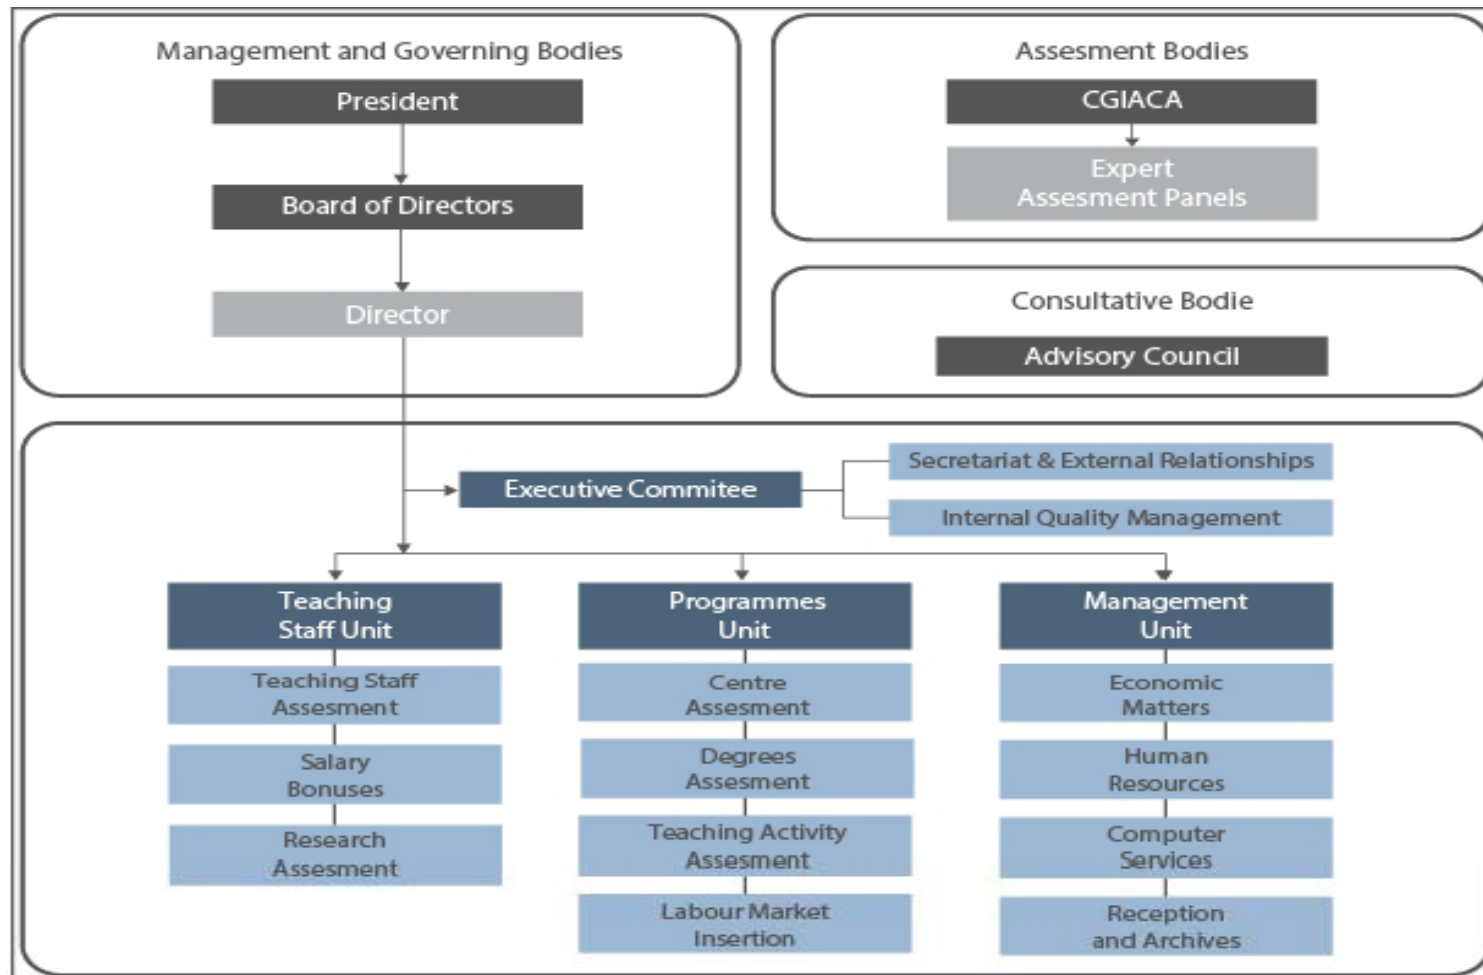 Management and Governing Bodies
President
Board of Directors
Director
Assesment Bodies
CGIACA
Expert
Assesment Panels
Consultative Bodie
Advisory Council
Executive Commitee
Secretariat & External Relationships
Internal Quality Management
Teaching
Staff Unit
Teaching Staff
Assesment
Salary
Bonuses
Research
Assesment
Programmes
Unit
Centre
Assesment
Degrees
Assesment
Teaching Activity
Assesment
Labour Market
Insertion
Management
Unit
Economic
Matters
Human
Resources
Computer
Services
Reception
and Archives